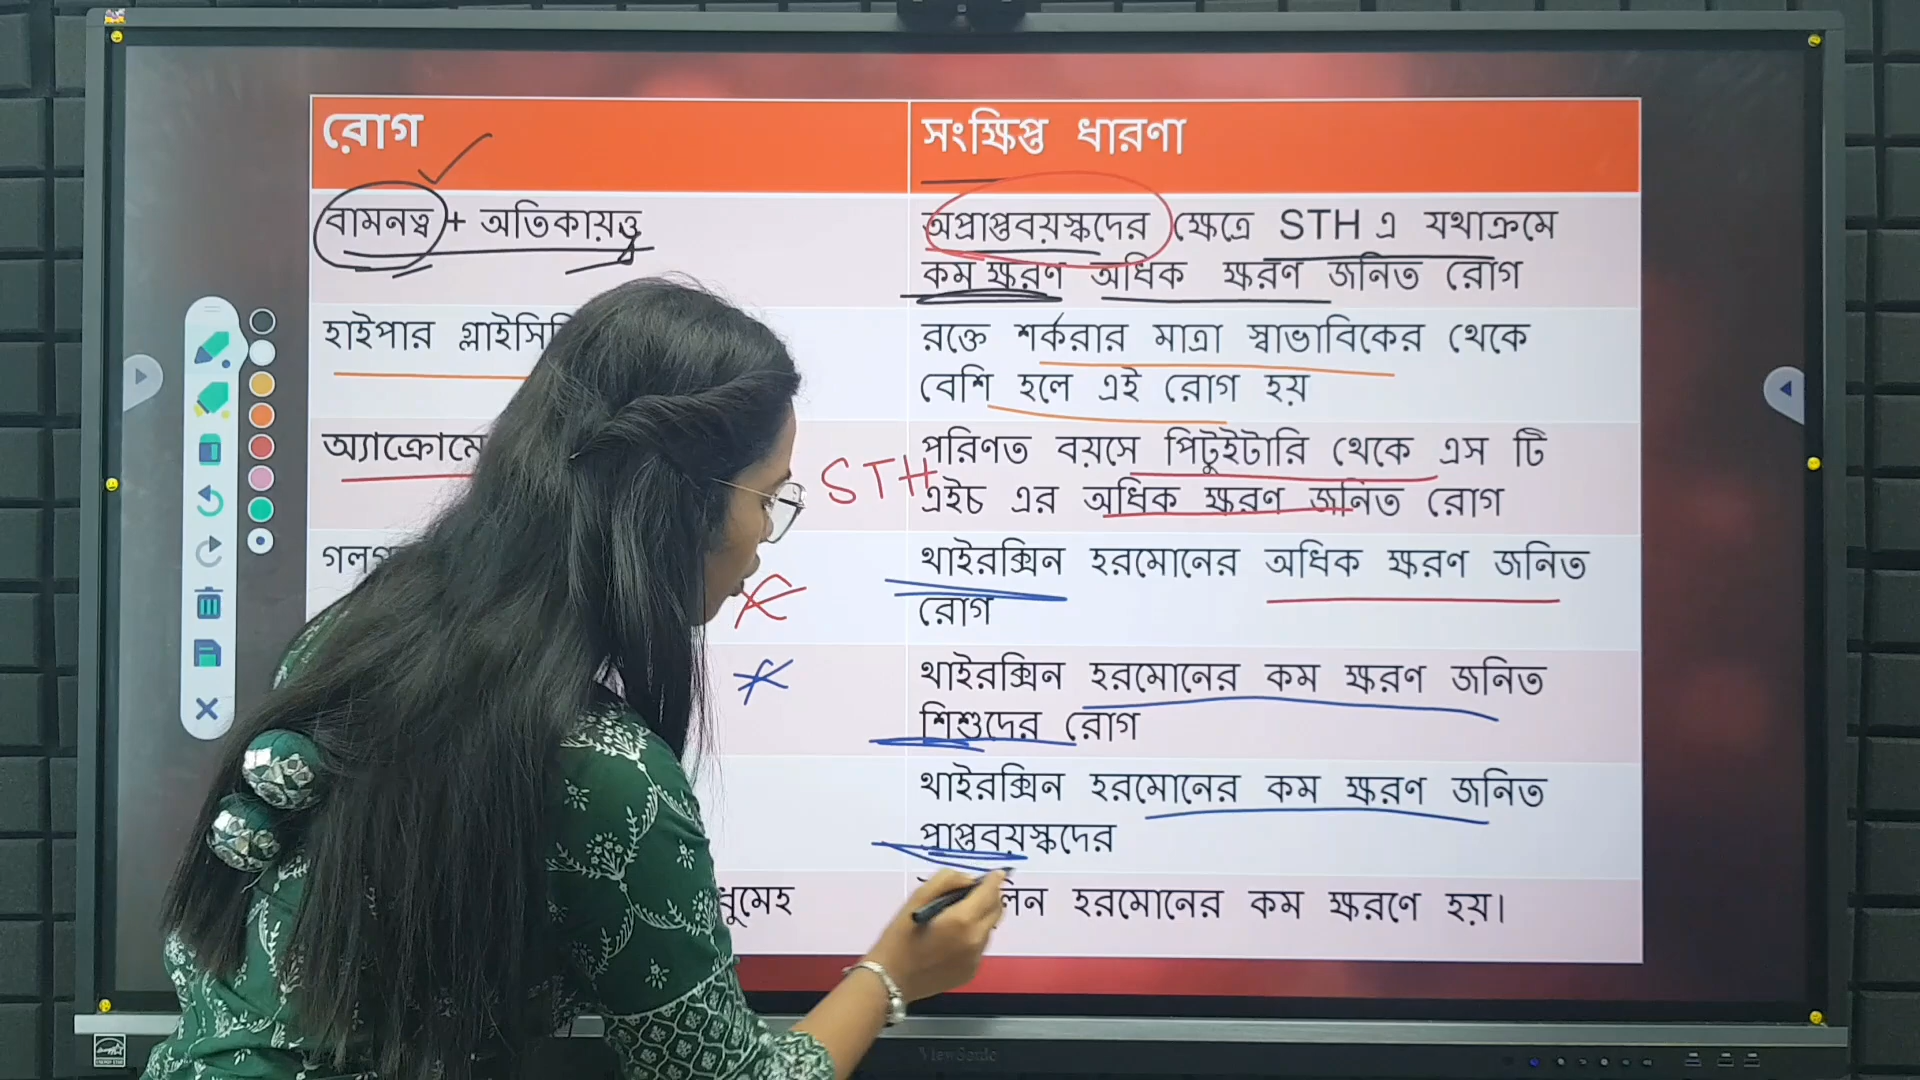 রোগ
সংক্ষিপ্ত ধারণা
বামনত্ব + অতিকায়ত্ত্ব
অপ্রাপ্তবয়স্কদের ক্ষেত্রে STH এ যথাক্রমে
কম ক্ষরণ অধিক ক্ষরণ জনিত রোগ
হাইপার
রক্তে শর্করার মাত্রা স্বাভাবিকের থেকে
বেশি হলে এই রোগ হয়
STH
পরিণত বয়সে পিটুইটারি থেকে এস টি
এইচ এর অধিক ক্ষরণ জনিত রোগ
থাইরক্সিন হরমোনের অধিক ক্ষরণ জনিত
রোগ
থাইরক্সিন হরমোনের কম ক্ষরণ জনিত
শিশুদের রোগ
থাইরক্সিন হরমোনের কম ক্ষরণ জনিত
প্রাপ্তবয়স্কদের
হরমোনের কম ক্ষরণে হয়।
ViewSonic